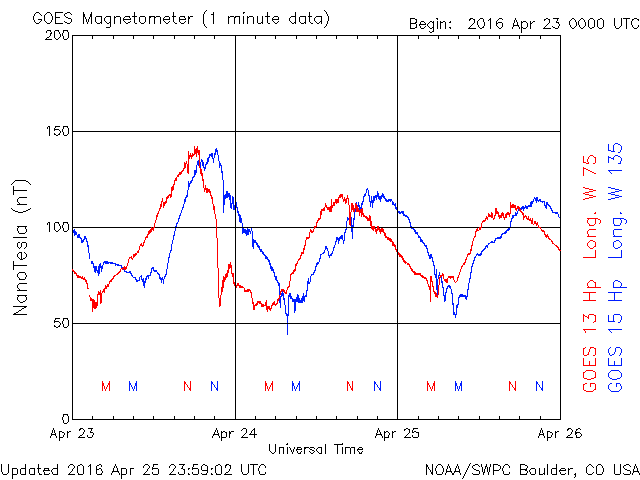 GOES Magnetometer (1 minute data)
Begin: 2016 Apr 23 0000 UTC
200
150
100
50
0
NanoTesla (nT)
M M N N M M N N M M N N
Apr 23 Apr 24 Apr 25 Apr 26
Universal Time
GOES 13 Hp Long. W 75
GOES 15 Hp Long. W 135
Updated 2016 Apr 25 23:59:02 UTC
NOAA/SWPC Boulder, CO USA